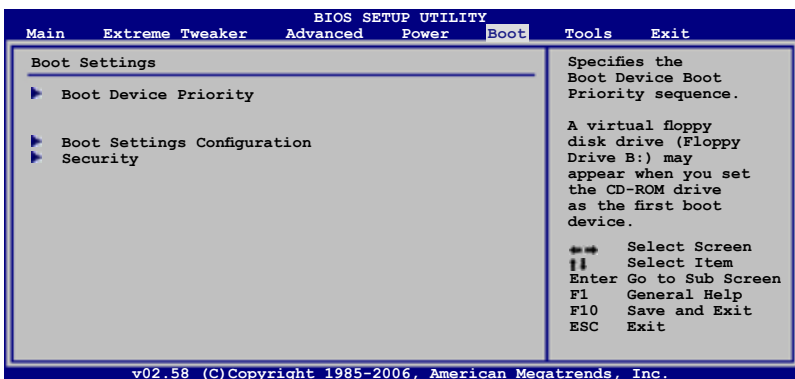 BIOS SETUP UTILITY
Main Extreme Tweaker Advanced Power Boot Tools Exit
Boot Settings
Boot Device Priority
Boot Settings Configuration
Security
Specifies the
Boot Device Boot
Priority sequence.
A virtual floppy
disk drive (Floppy
Drive B:) may
appear when you set
the CD-ROM drive
as the first boot
device.
Select Screen
Select Item
Enter Go to Sub Screen
F1 General Help
F10 Save and Exit
ESC Exit
v02.58 (C)Copyright 1985-2006, American Megatrends, Inc.